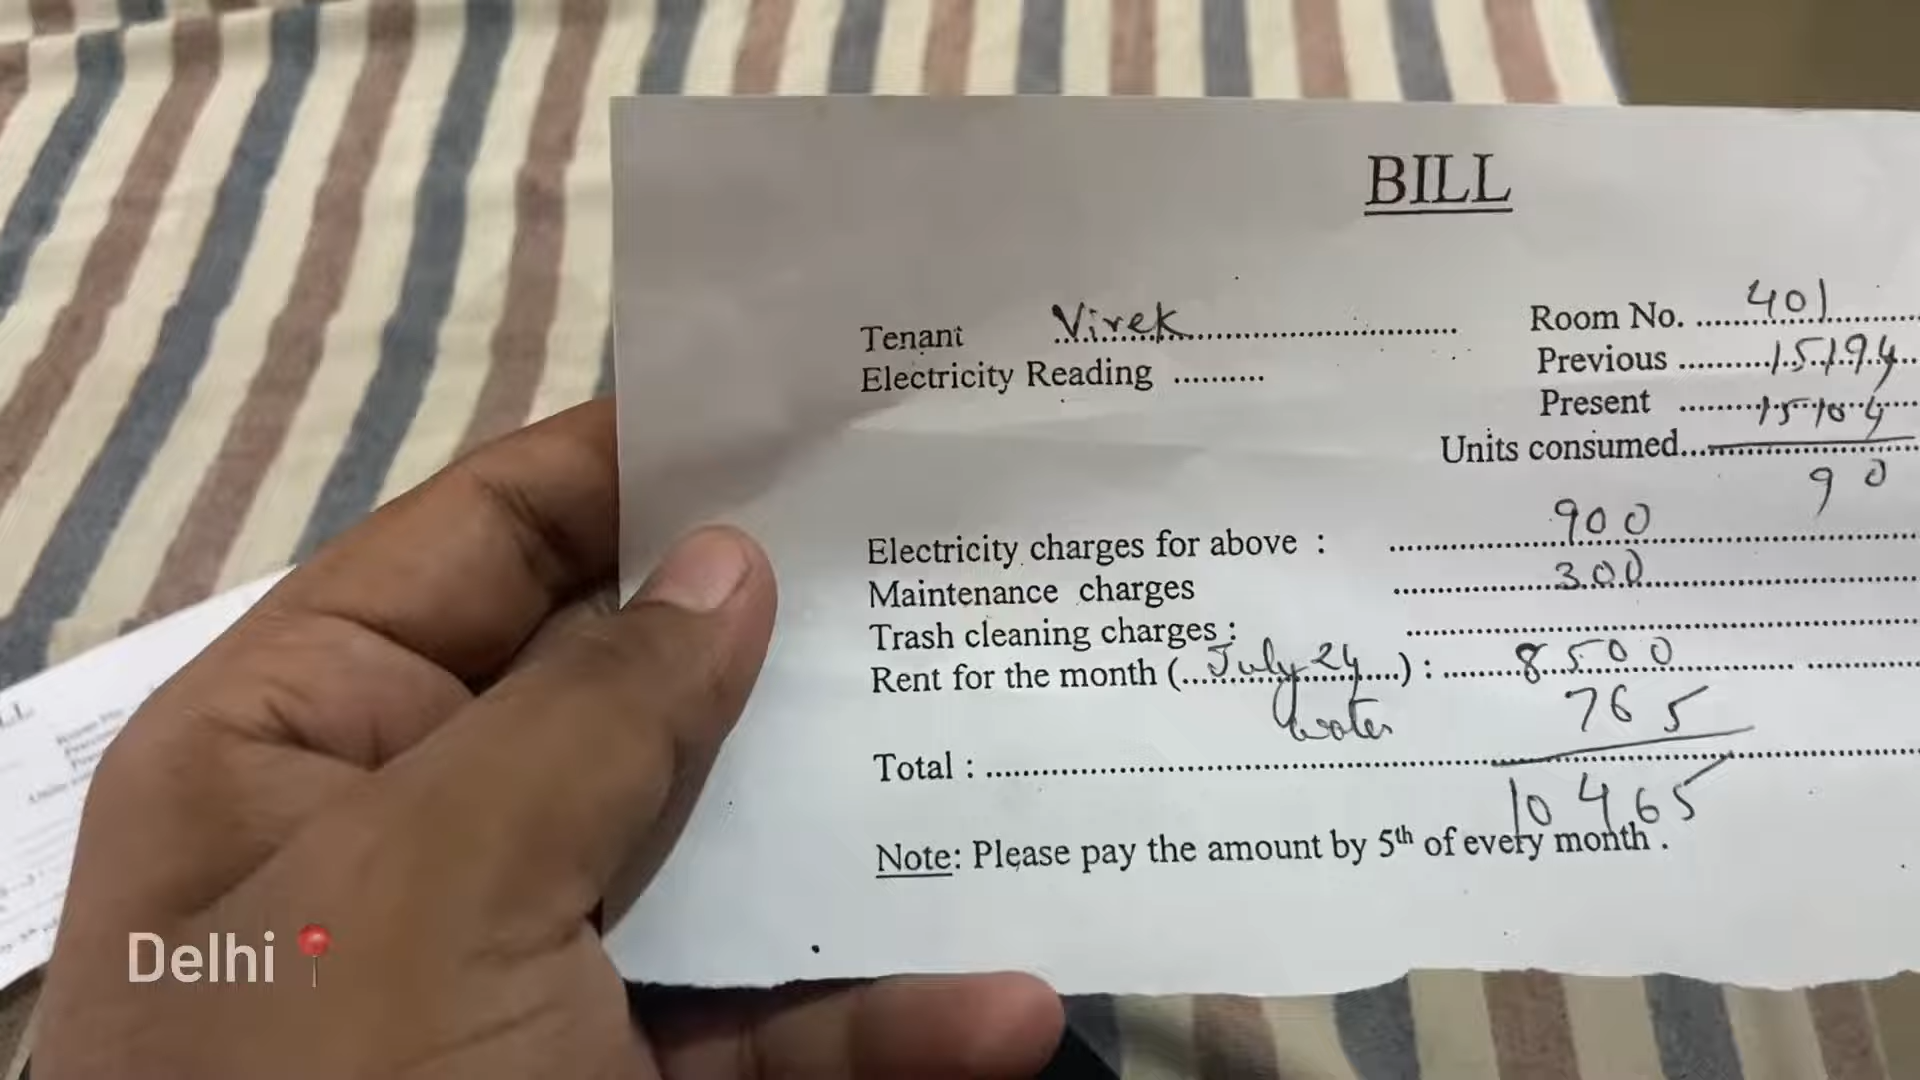 BILL
Tenant Virek
Room No. 401
Electricity Reading
Previous 15194
Present 15104
Units consumed
90
Electricity charges for above : 900
Maintenance charges 300
Trash cleaning charges :
Rent for the month (July 24) : 8500
water 765
Total :
10465
Note: Please pay the amount by 5th of every month .
Delhi